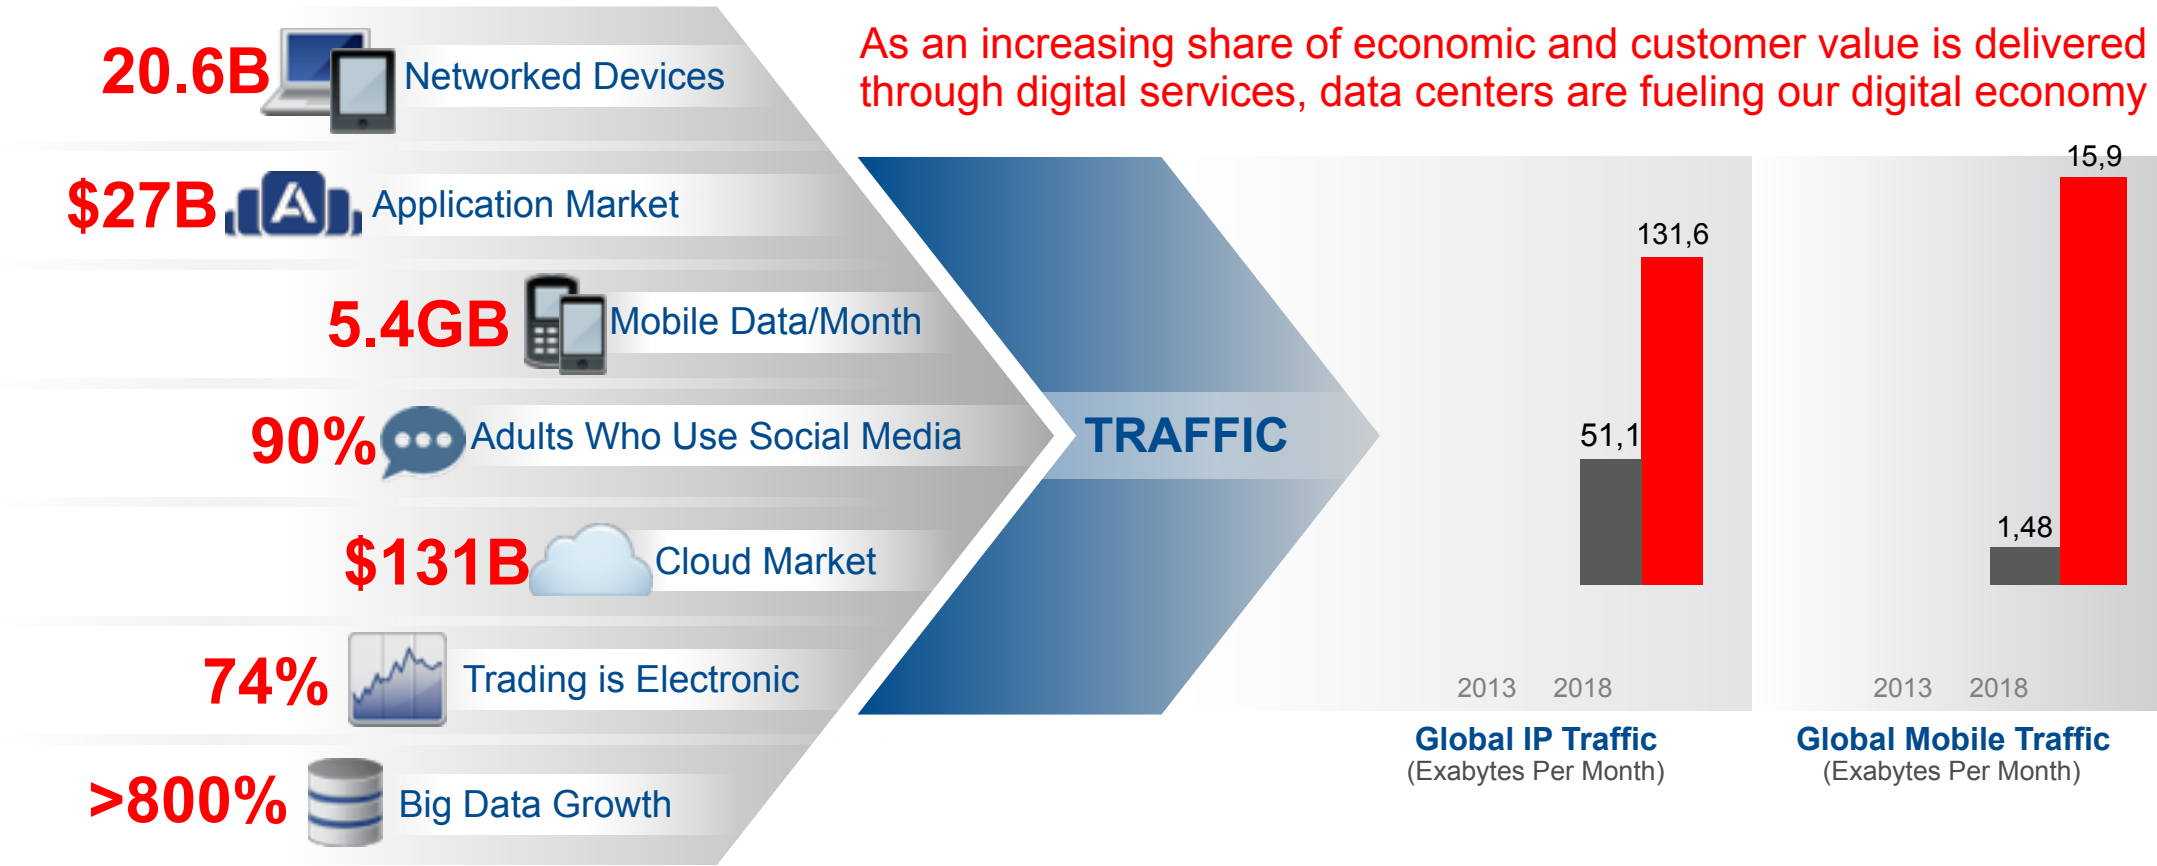 As an increasing share of economic and customer value is delivered
through digital services, data centers are fueling our digital economy
20.6B Networked Devices
$27B A Application Market
5.4GB Mobile Data/Month
90% Adults Who Use Social Media
$131B Cloud Market
74% Trading is Electronic
>800% Big Data Growth
TRAFFIC
131,6
51,1
2013 2018
Global IP Traffic
(Exabytes Per Month)
15,9
1,48
2013 2018
Global Mobile Traffic
(Exabytes Per Month)